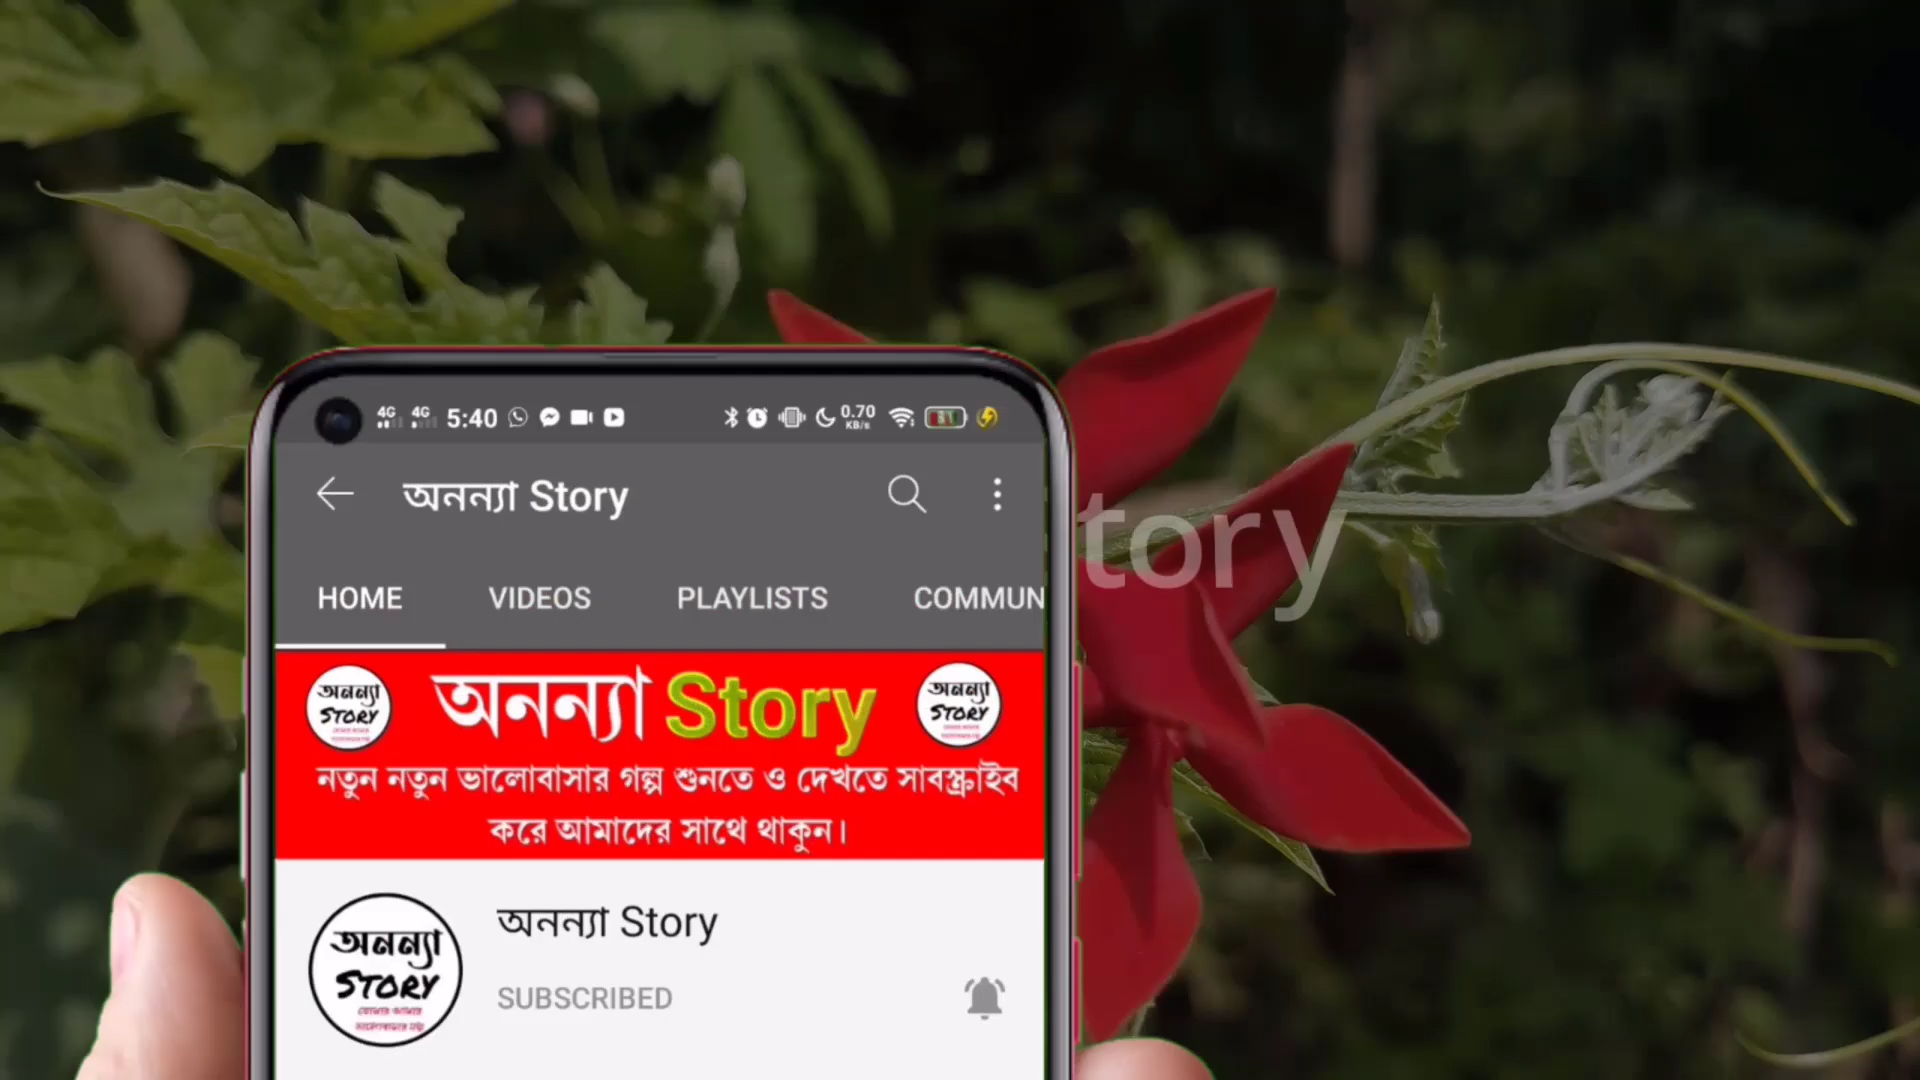 4G 4G 5:40 0.70 KB/s
অনন্যা Story
HOME VIDEOS PLAYLISTS COMMUN
tory
অনন্যা STORY
অনন্যা Story
অনন্যা STORY
নতুন নতুন ভালোবাসার গল্প শুনতে ও দেখতে সাবস্ক্রাইব
করে আমাদের সাথে থাকুন।
অনন্যা
STORY
অনন্যা Story
SUBSCRIBED